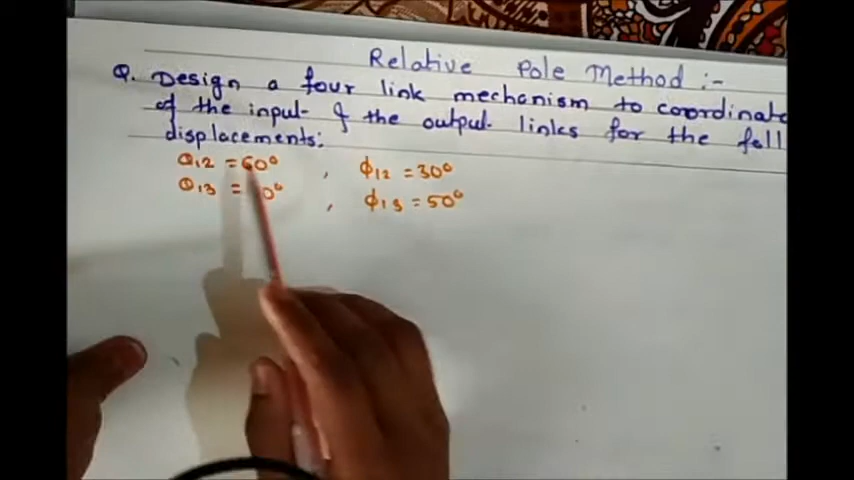 Relative Pole Method :-
Q. Design a four link mechanism to coordinate
of the input & the output links for the foll
displacements:
θ12 = 60° , ϕ12 = 30°
θ13 = 0° , ϕ13 = 50°